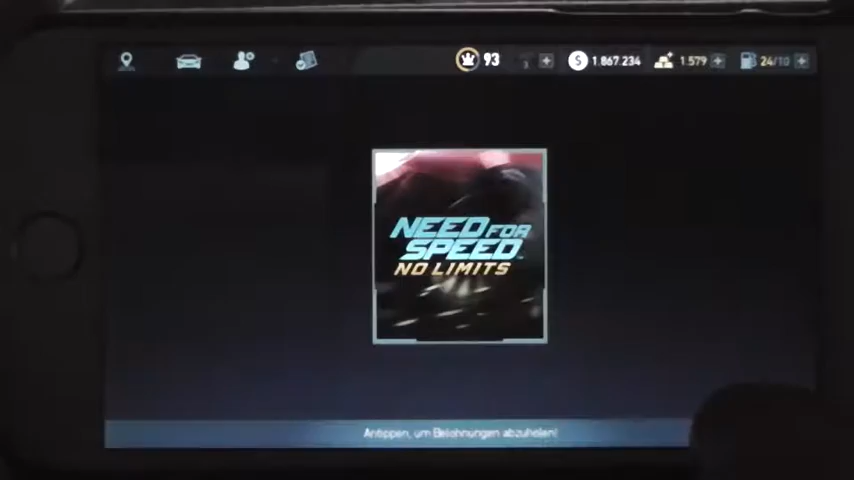 93
3
1.867.234
1.579
24/10
NEED FOR
SPEED
NO LIMITS
Antippen, um Belohnungen abzuholen!